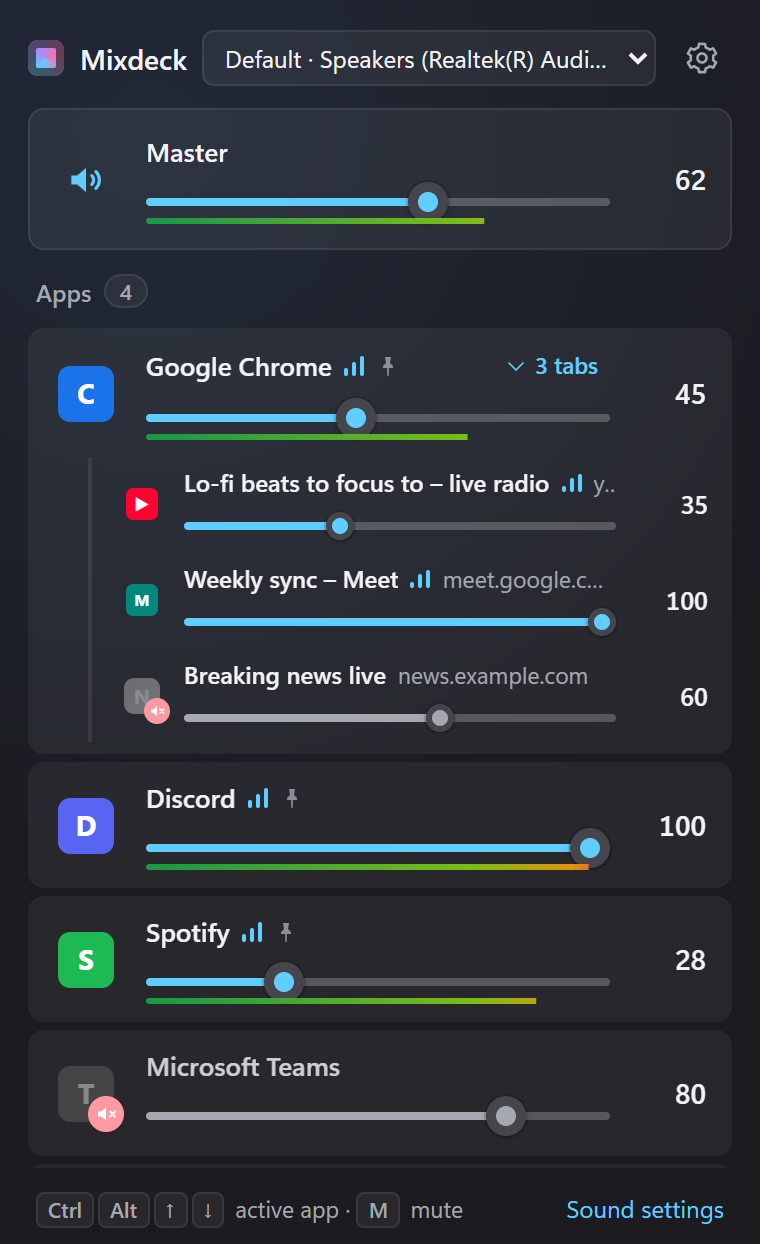 Mixdeck Default · Speakers (Realtek(R) Audi...
Master
62
Apps 4
Google Chrome 3 tabs
C 45
Lo-fi beats to focus to – live radio y..
35
Weekly sync – Meet meet.google.c...
M 100
Breaking news live news.example.com
N 60
Discord
D 100
Spotify
S 28
Microsoft Teams
T 80
Ctrl Alt ↑ ↓ active app · M mute Sound settings